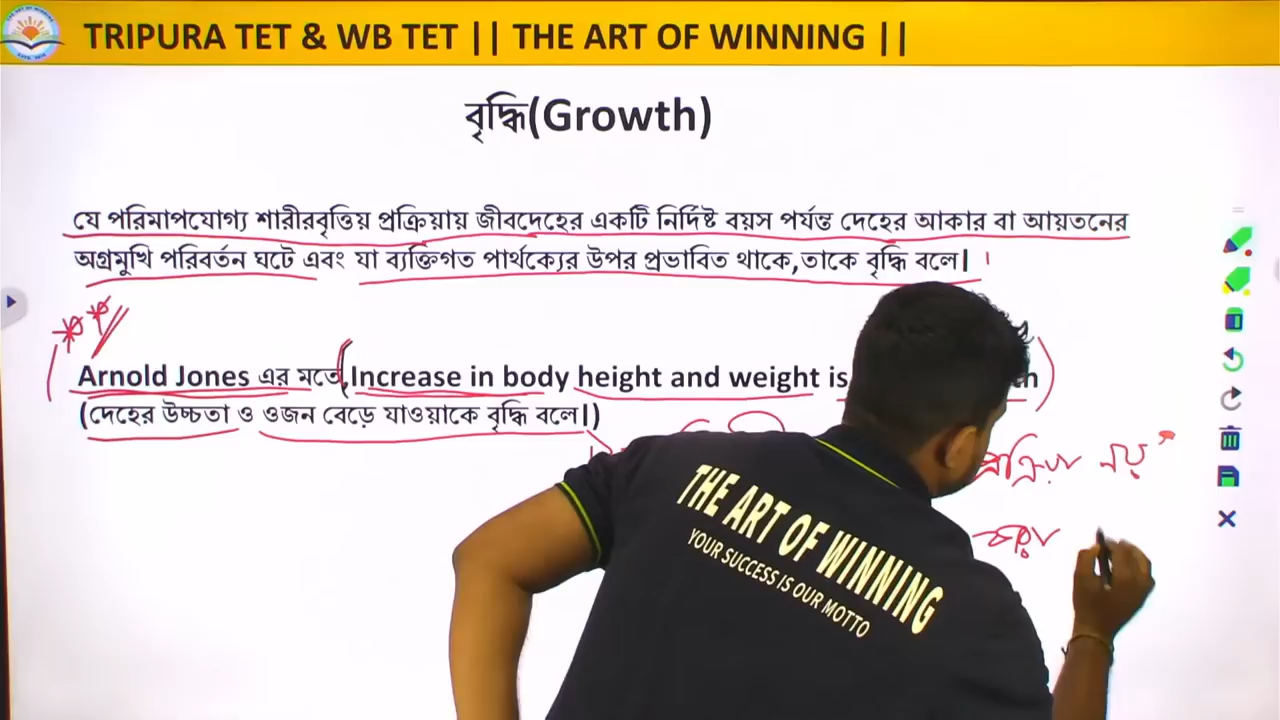 TRIPURA TET & WB TET || THE ART OF WINNING ||
বৃদ্ধি(Growth)
যে পরিমাপযোগ্য শারীরবৃত্তিয় প্রক্রিয়ায় জীবদেহের একটি নির্দিষ্ট বয়স পর্যন্ত দেহের আকার বা আয়তনের
অগ্রমুখি পরিবর্তন ঘটে এবং যা ব্যক্তিগত পার্থক্যের উপর প্রভাবিত থাকে,তাকে বৃদ্ধি বলে।
Arnold Jones এর মতে,Increase in body height and weight is
(দেহের উচ্চতা ও ওজন বেড়ে যাওয়াকে বৃদ্ধি বলে।)
প্রক্রিয়া নয়
THE ART OF WINNING
YOUR SUCCESS IS OUR MOTTO